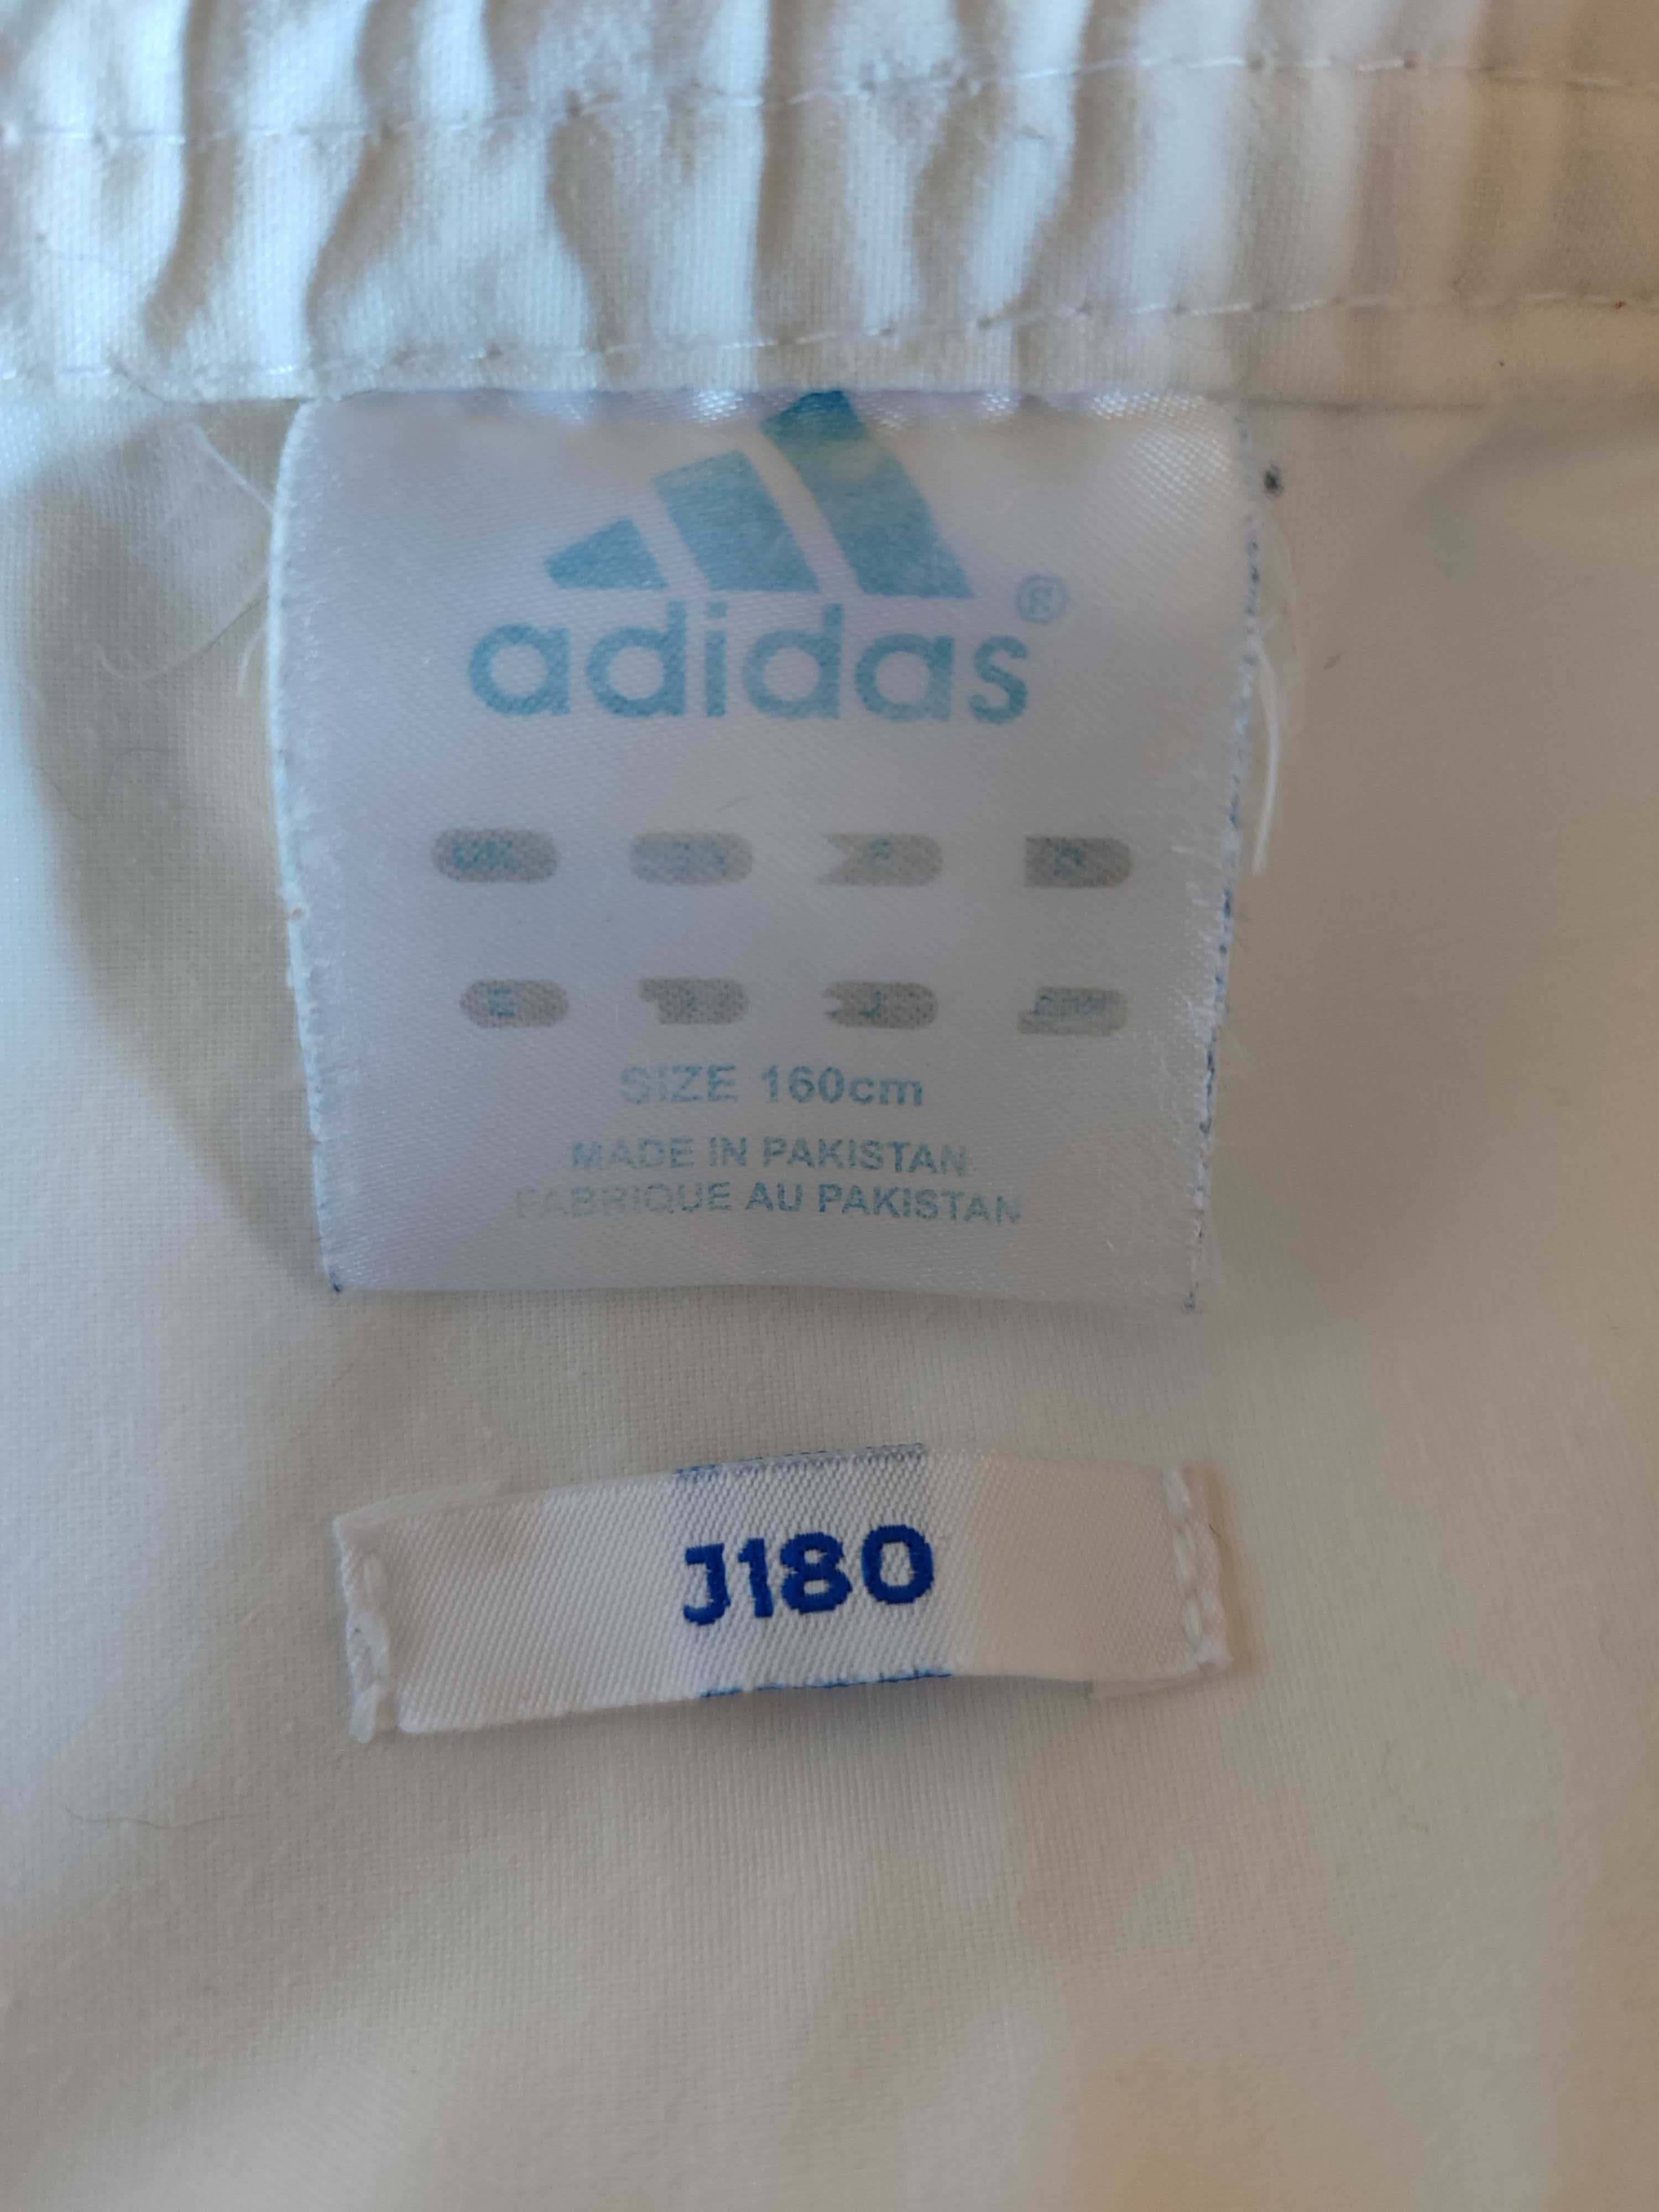 adidas®
SIZE 160cm
MADE IN PAKISTAN
FABRIQUE AU PAKISTAN
J180